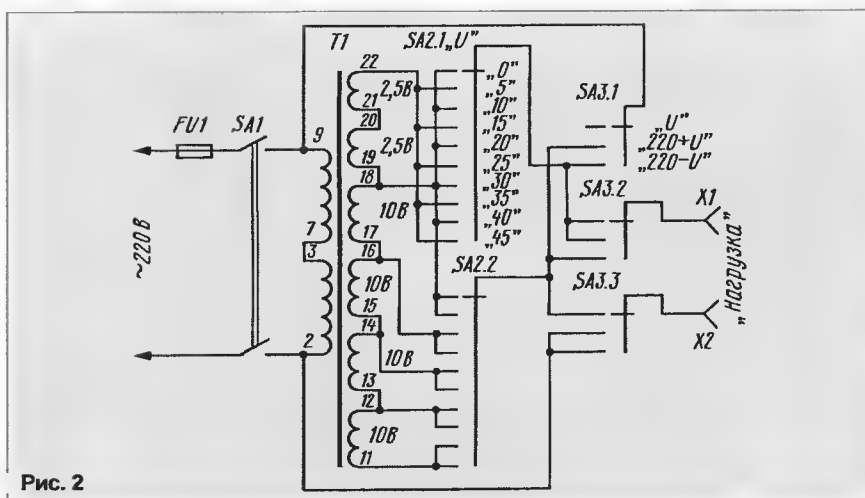 T1
SA2.1„U"
22
2,5В
21
20
2,5В
19
18
10В
17
16
10В
15
14
10В
13
12
10В
11
FU1
SA1
9
7
3
2
~220 В
„0"
„5"
„10"
„15"
„20"
„25"
„30"
„35"
„40"
„45"
SA2.2
SA3.1
„U"
„220+U"
„220–U"
SA3.2
X1
SA3.3
X2
„Нагрузка"
Рис. 2